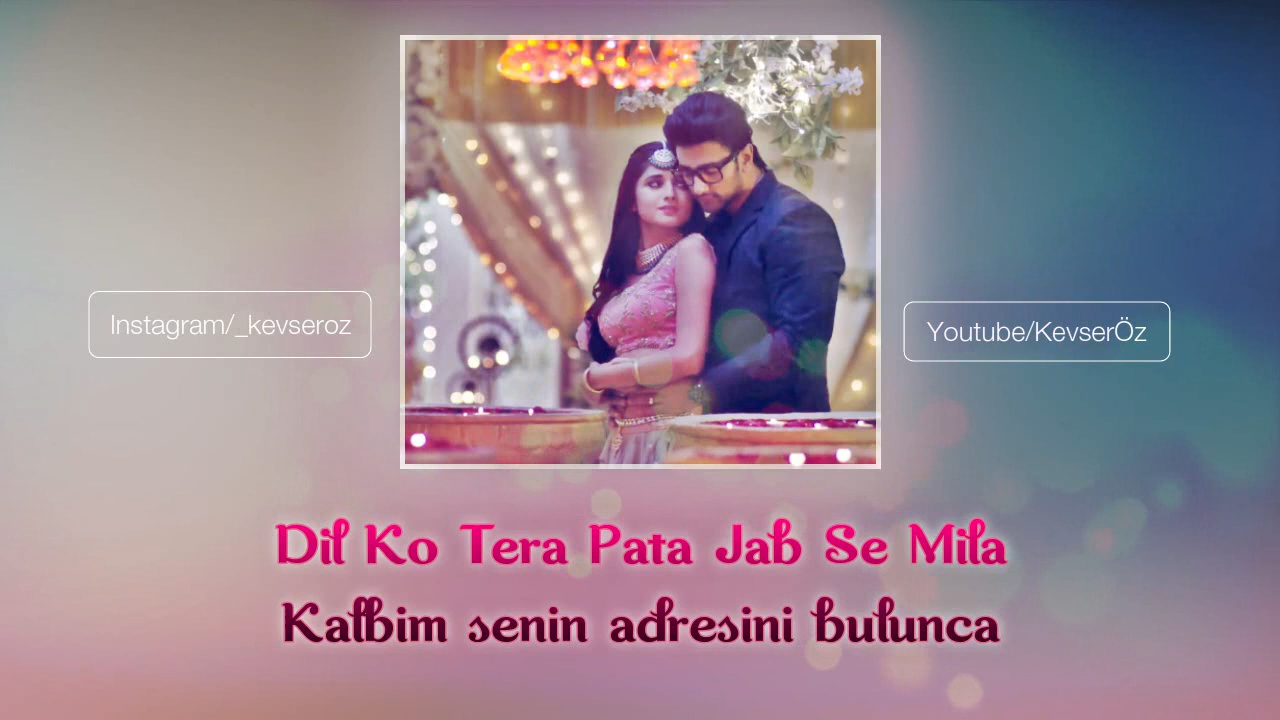 Instagram/_kevseroz
Youtube/KevserÖz
Dil Ko Tera Pata Jab Se Mila
Kalbim senin adresini bulunca